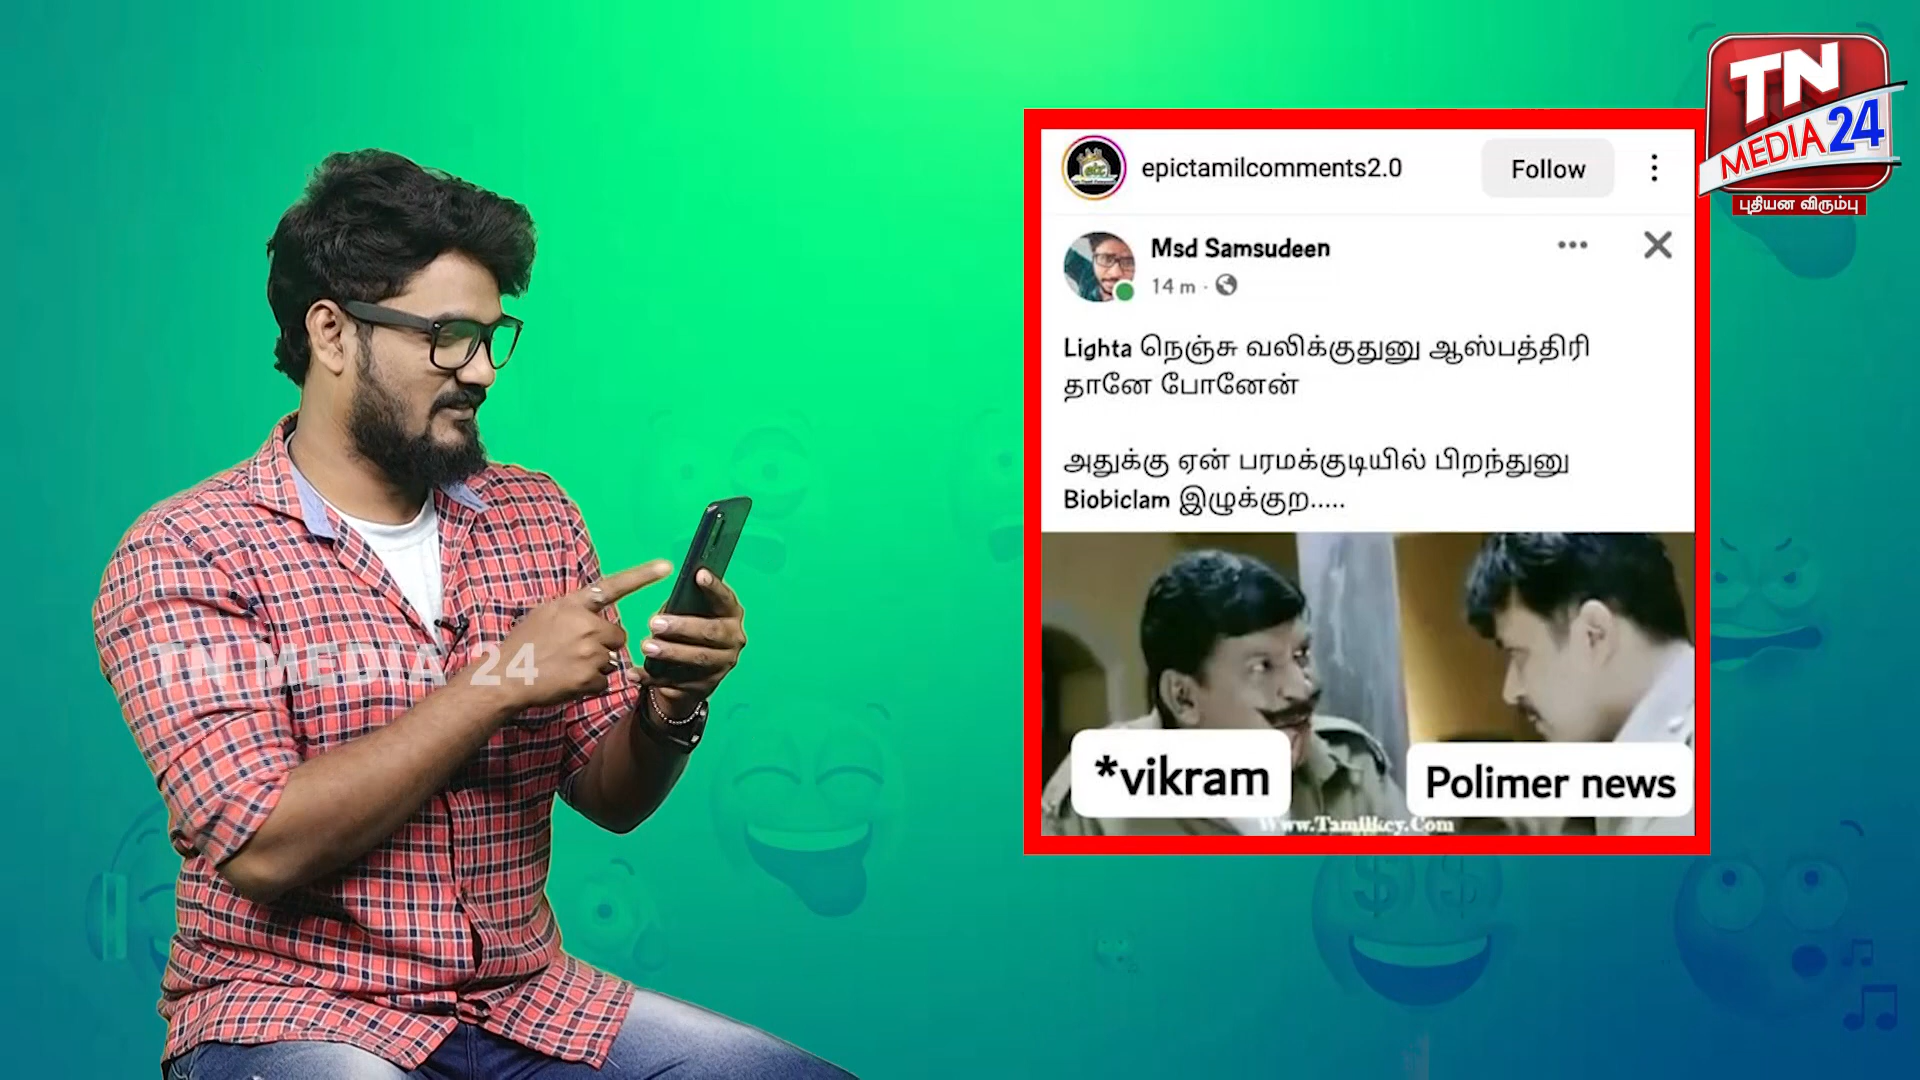 TN
MEDIA 24
புதியன விரும்பு
epictamilcomments2.0
Follow
Msd Samsudeen
14 m
Lighta நெஞ்சு வலிக்குதுனு ஆஸ்பத்திரி
தானே போனேன்
அதுக்கு ஏன் பரமக்குடியில் பிறந்துனு
Biobiclam இழுக்குற.....
*vikram
Polimer news
Www.Tamilkey.Com
TN MEDIA 24